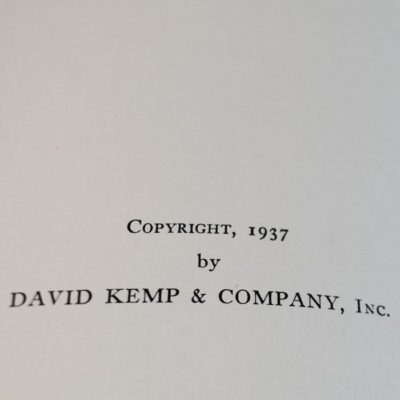 Copyright, 1937
by
DAVID KEMP & COMPANY, Inc.